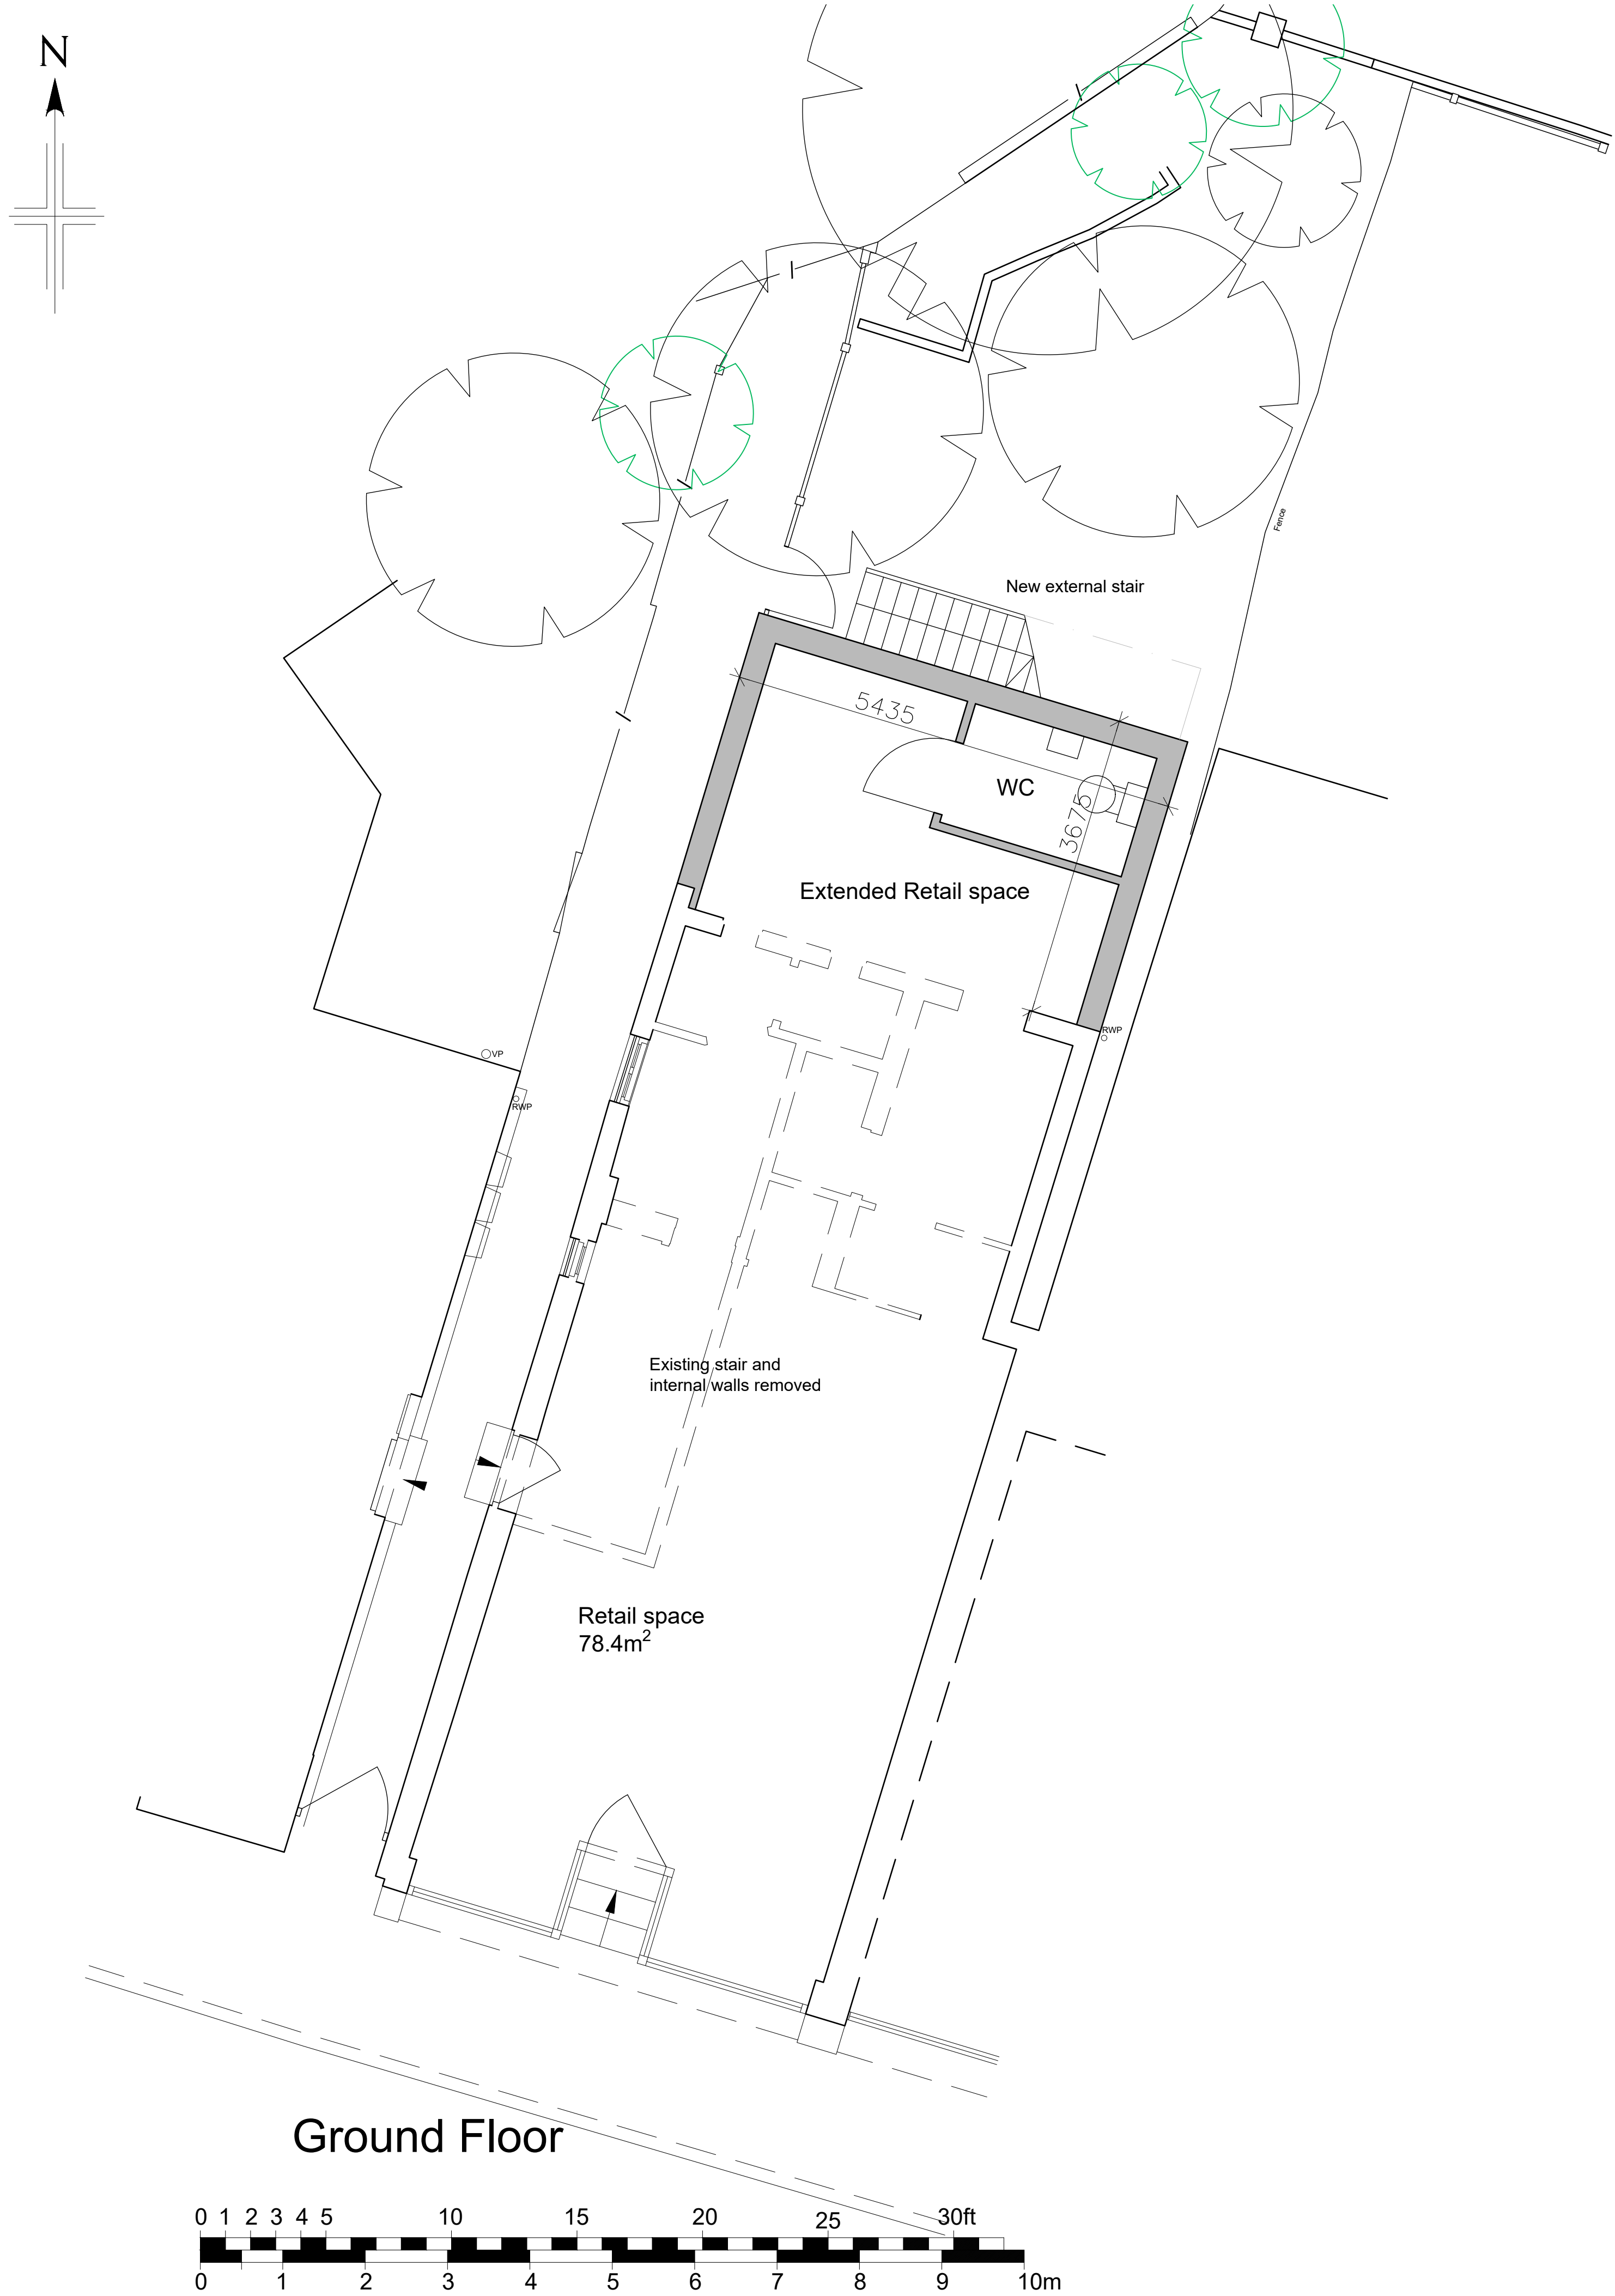 N
Fence
New external stair
5435
WC
3675
Extended Retail space
RWP
VP
RWP
Existing stair and
internal walls removed
Retail space
78.4m²
Ground Floor
0 1 2 3 4 5 10 15 20 25 30ft
0 1 2 3 4 5 6 7 8 9 10m